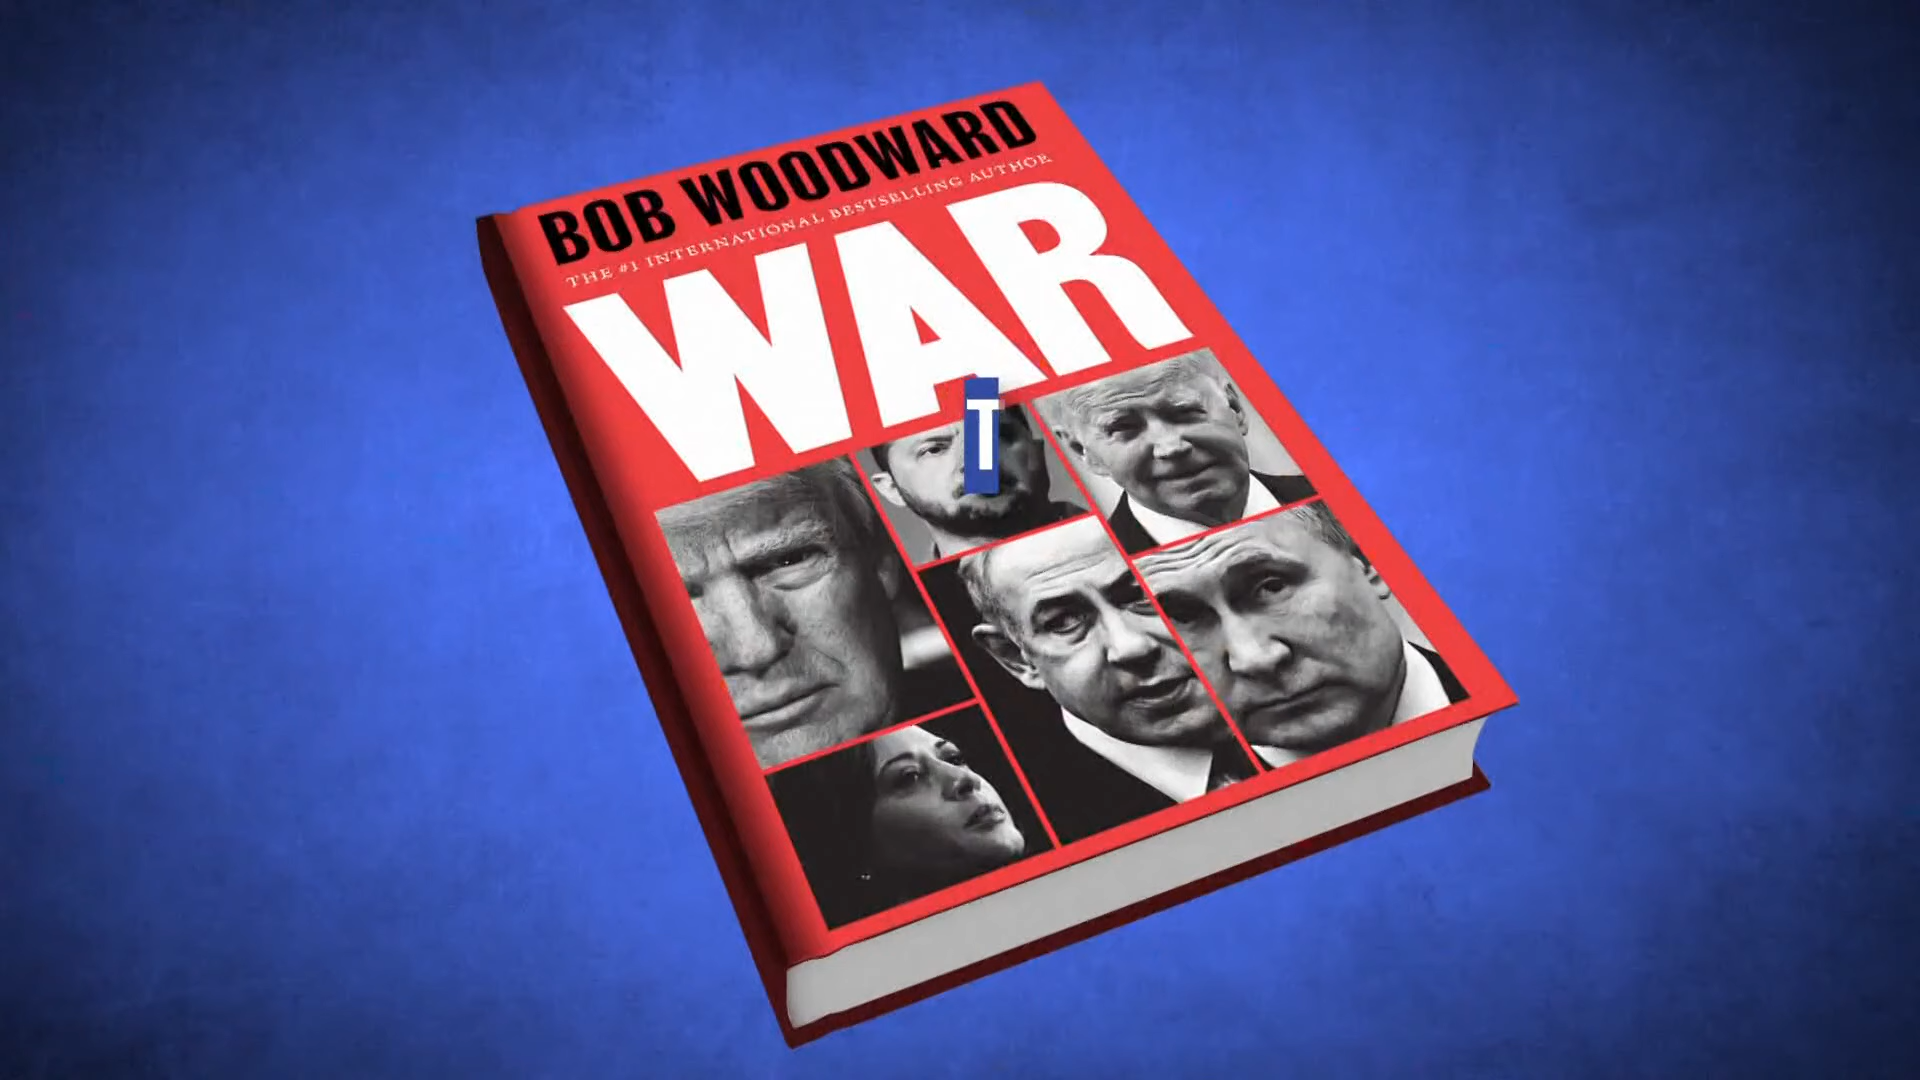 BOB WOODWARD
THE #1 INTERNATIONAL BESTSELLING AUTHOR
WAR
T